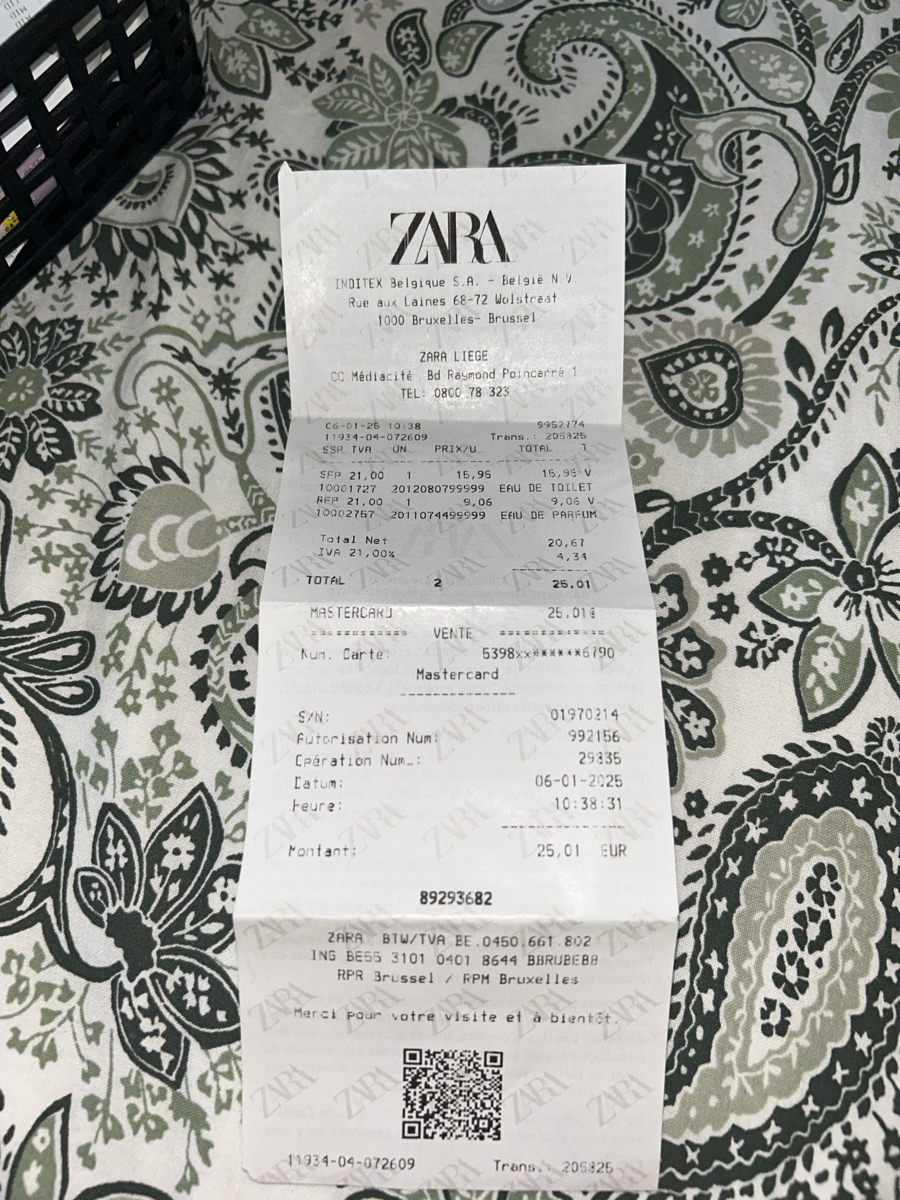 ZARA
INDITEX Belgique S.A. - België N.V.
Rue aux Laines 68-72 Wolstraat
1000 Bruxelles- Brussel
ZARA LIEGE
CC Médiacité Bd Raymond Poincarré 1
TEL: 0800 78 323
06-01-25 10:38 9952774
11934-04-072609 Trans.: 205325
SSP TVA UN PRIX/U TOTAL T
SFP 21,00 1 15,95 15,95 V
10001727 2012080799999 EAU DE TOILET
RFP 21,00 1 9,06 9,06 V
10002757 2011074499999 EAU DE PARFUM
Total Net 20,67
IVA 21,00% 4,34
TOTAL 2 25,01
MASTERCARD 25,01€
============ VENTE =============
Num. Carte: 5398xx******6790
Mastercard
--------------
S/N: 01970214
Autorisation Num: 992156
Opération Num.: 29835
Datum: 06-01-2025
Heure: 10:38:31
Montant: 25,01 EUR
89293682
ZARA: BTW/TVA BE.0450.661.802
ING BE55 3101 0401 8644 BBRUBEBB
RPR Brussel / RPM Bruxelles
Merci pour votre visite et à bientôt.
11934-04-072609 Trans.: 205325